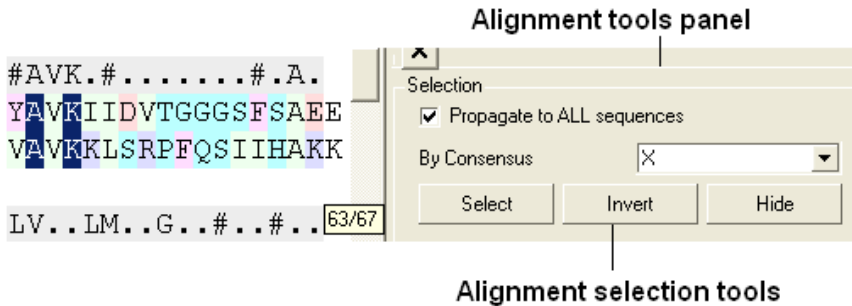 Alignment tools panel
#AVK.#.......#.A.
YAVKIIDVTGGGSFSAEE
VAVKKLSRPFQSIIHAKK
LV..LM..G..#..#..
63/67
X
Selection
Propagate to ALL sequences
By Consensus
X
Select Invert Hide
Alignment selection tools